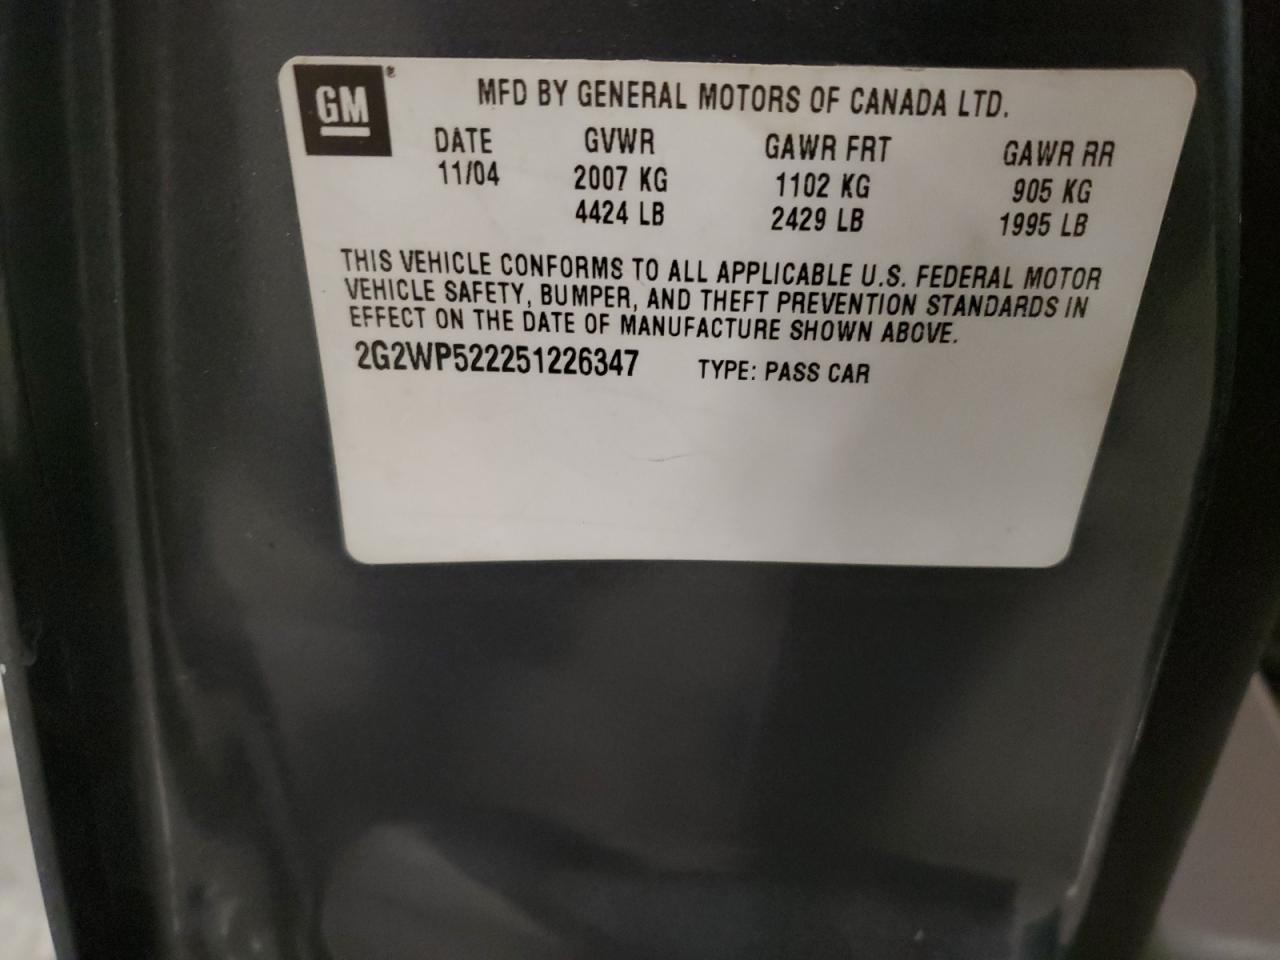 GM®
MFD BY GENERAL MOTORS OF CANADA LTD.
DATE GVWR GAWR FRT GAWR RR
11/04 2007 KG 1102 KG 905 KG
4424 LB 2429 LB 1995 LB
THIS VEHICLE CONFORMS TO ALL APPLICABLE U.S. FEDERAL MOTOR
VEHICLE SAFETY, BUMPER, AND THEFT PREVENTION STANDARDS IN
EFFECT ON THE DATE OF MANUFACTURE SHOWN ABOVE.
2G2WP522251226347 TYPE: PASS CAR